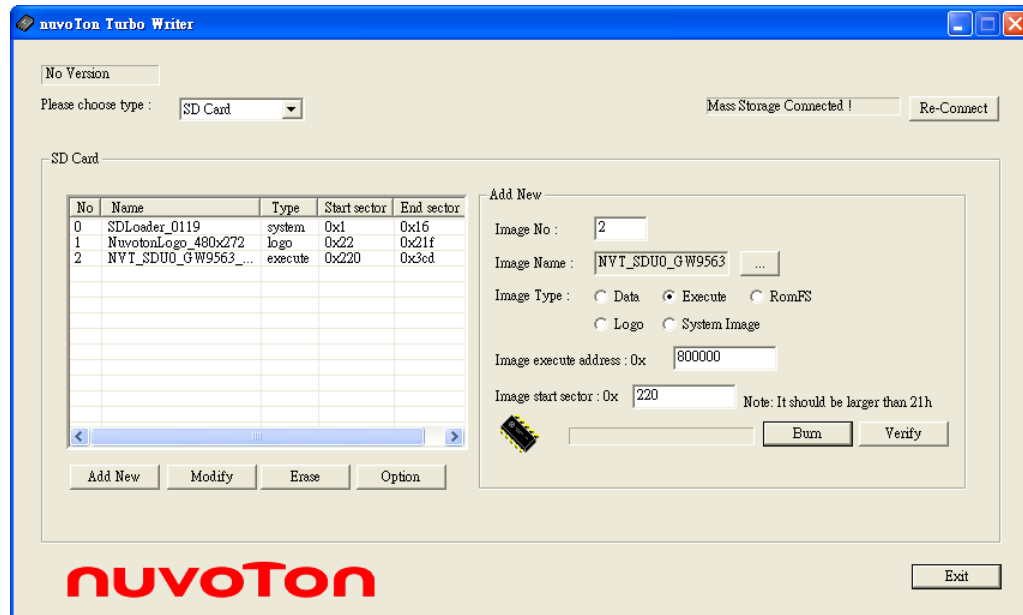 nuvoTon Turbo Writer
No Version
Please choose type :
SD Card
Mass Storage Connected !
Re-Connect
SD Card
No Name Type Start sector End sector
0 SDLoader_0119 system 0x1 0x16
1 NuvotonLogo_480x272 logo 0x22 0x21f
2 NVT_SDU0_GW9563_... execute 0x220 0x3cd
Add New
Modify
Erase
Option
Add New
Image No : 2
Image Name : NVT_SDU0_GW9563 ...
Image Type : Data Execute RomFS
Logo System Image
Image execute address : 0x 800000
Image start sector : 0x 220 Note: It should be larger than 21h
Burn
Verify
nuvoTon
Exit